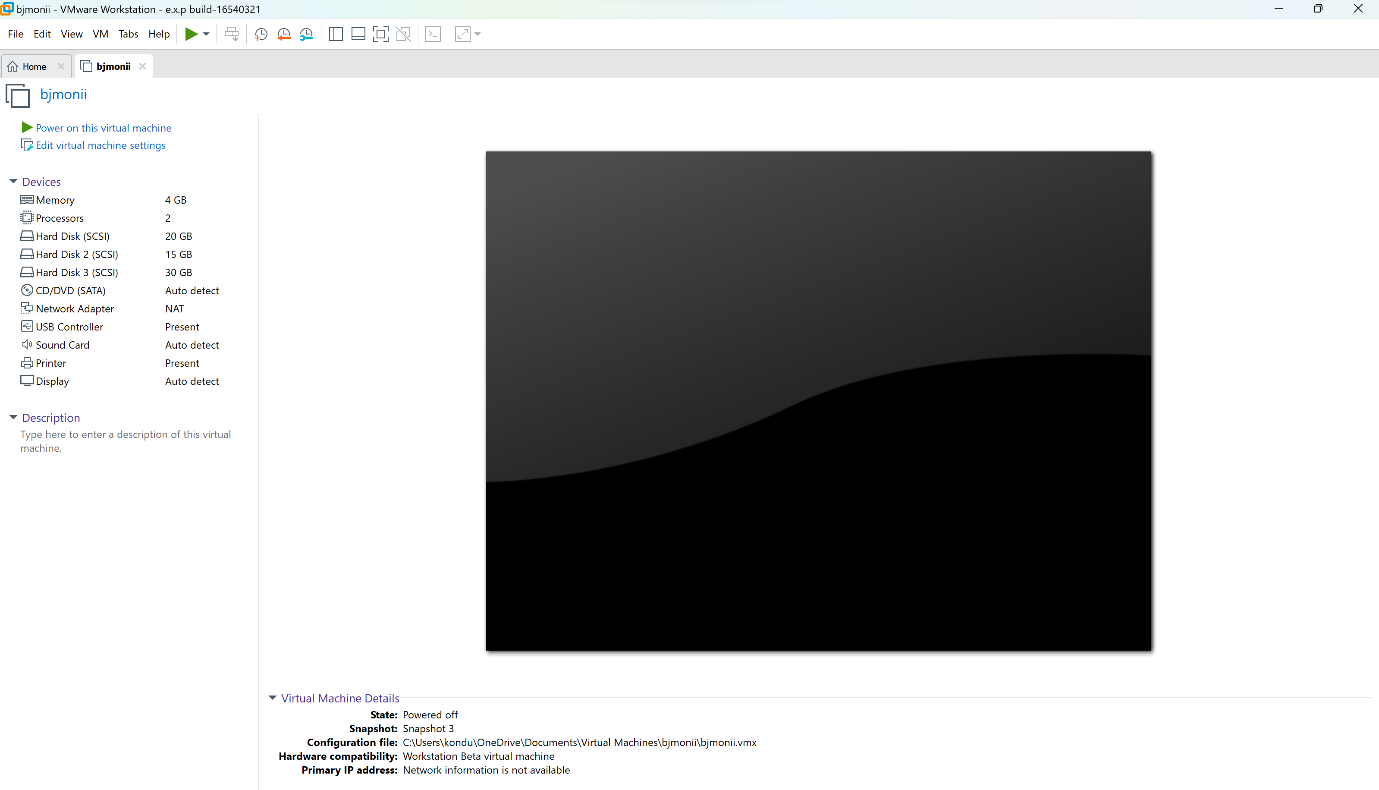 bjmonii - VMware Workstation - e.x.p build-16540321
File Edit View VM Tabs Help
Home bjmonii
bjmonii
Power on this virtual machine
Edit virtual machine settings
Devices
Memory 4 GB
Processors 2
Hard Disk (SCSI) 20 GB
Hard Disk 2 (SCSI) 15 GB
Hard Disk 3 (SCSI) 30 GB
CD/DVD (SATA) Auto detect
Network Adapter NAT
USB Controller Present
Sound Card Auto detect
Printer Present
Display Auto detect
Description
Type here to enter a description of this virtual
machine.
Virtual Machine Details
State: Powered off
Snapshot: Snapshot 3
Configuration file: C:\Users\kondu\OneDrive\Documents\Virtual Machines\bjmonii\bjmonii.vmx
Hardware compatibility: Workstation Beta virtual machine
Primary IP address: Network information is not available